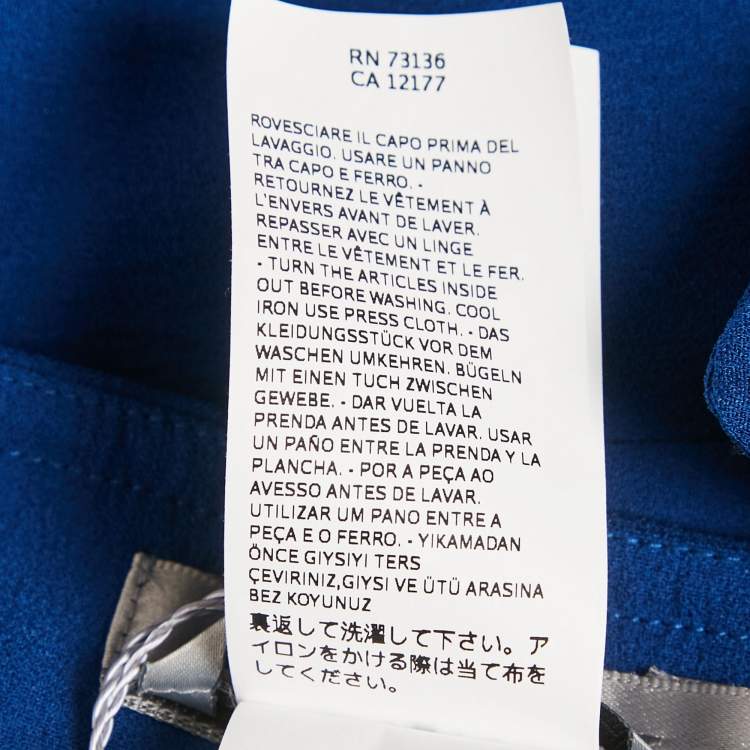 RN 73136
CA 12177
ROVESCIARE IL CAPO PRIMA DEL
LAVAGGIO. USARE UN PANNO
TRA CAPO E FERRO. -
RETOURNEZ LE VÊTEMENT À
L'ENVERS AVANT DE LAVER.
REPASSER AVEC UN LINGE
ENTRE LE VÊTEMENT ET LE FER.
- TURN THE ARTICLES INSIDE
OUT BEFORE WASHING. COOL
IRON USE PRESS CLOTH. - DAS
KLEIDUNGSSTÜCK VOR DEM
WASCHEN UMKEHREN. BÜGELN
MIT EINEN TUCH ZWISCHEN
GEWEBE. - DAR VUELTA LA
PRENDA ANTES DE LAVAR. USAR
UN PAÑO ENTRE LA PRENDA Y LA
PLANCHA. - POR A PEÇA AO
AVESSO ANTES DE LAVAR.
UTILIZAR UM PANO ENTRE A
PEÇA E O FERRO. - YIKAMADAN
ÖNCE GIYSIYI TERS
ÇEVIRINIZ,GIYSI VE ÜTÜ ARASINA
BEZ KOYUNUZ
裏返して洗濯して下さい。ア
イロンをかける際は当て布を
してください。